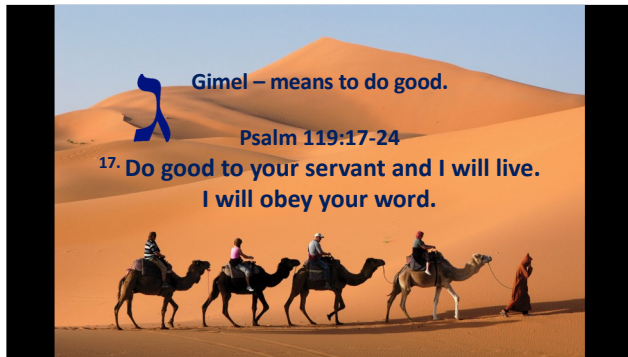 ג
Gimel – means to do good.
Psalm 119:17-24
17. Do good to your servant and I will live.
I will obey your word.